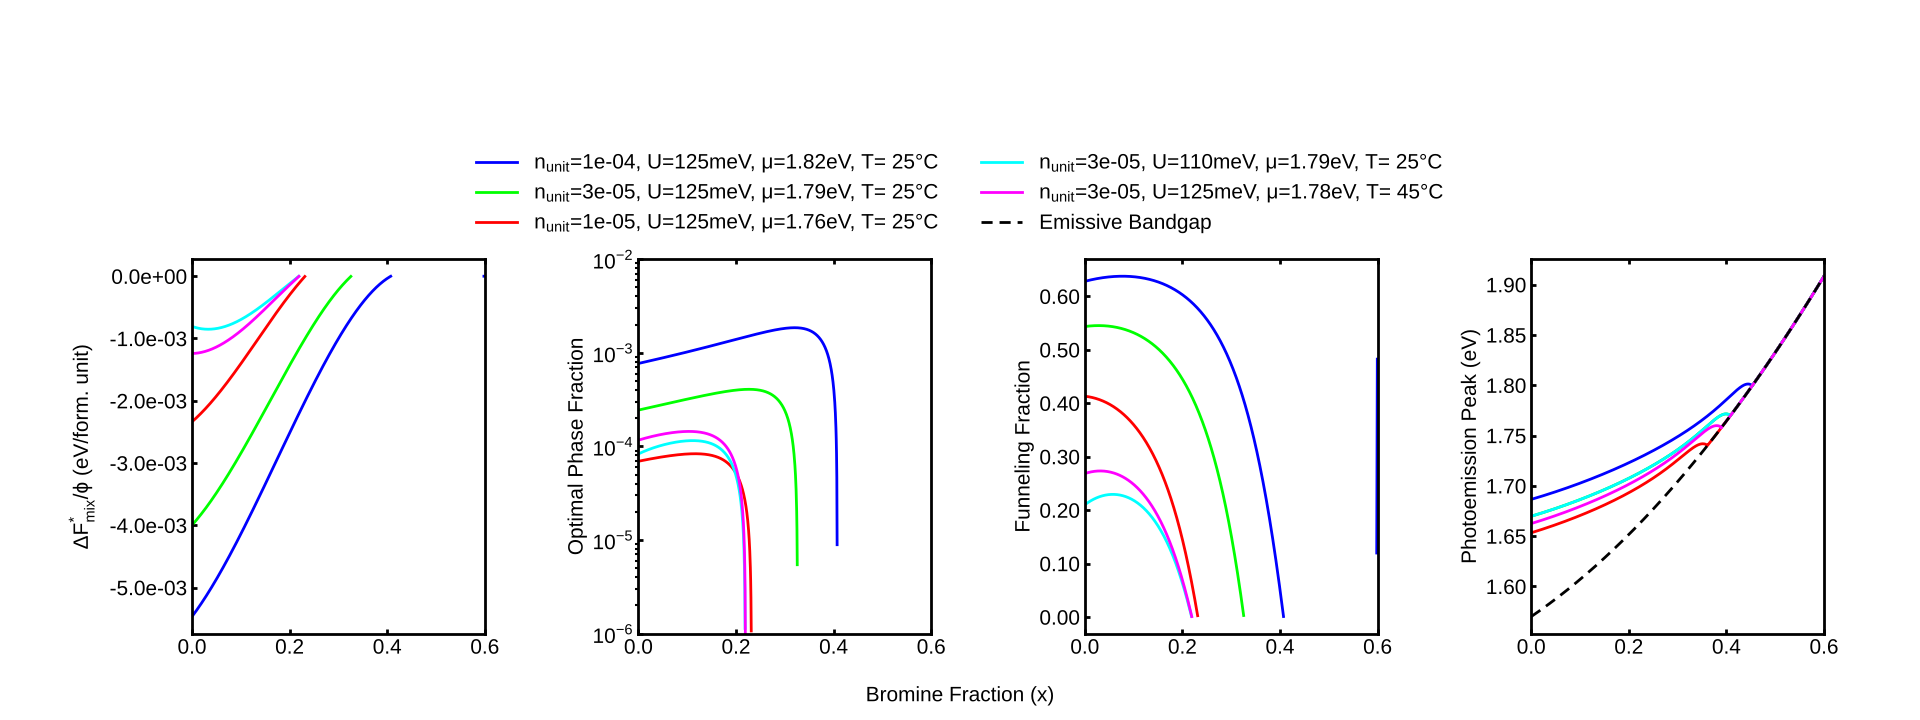 n_unit=1e-04, U=125meV, μ=1.82eV, T= 25°C
n_unit=3e-05, U=125meV, μ=1.79eV, T= 25°C
n_unit=1e-05, U=125meV, μ=1.76eV, T= 25°C
n_unit=3e-05, U=110meV, μ=1.79eV, T= 25°C
n_unit=3e-05, U=125meV, μ=1.78eV, T= 45°C
Emissive Bandgap
ΔF*_mix/ϕ (eV/form. unit)
0.0e+00
-1.0e-03
-2.0e-03
-3.0e-03
-4.0e-03
-5.0e-03
0.0 0.2 0.4 0.6
Optimal Phase Fraction
10⁻²
10⁻³
10⁻⁴
10⁻⁵
10⁻⁶
0.0 0.2 0.4 0.6
Funneling Fraction
0.60
0.50
0.40
0.30
0.20
0.10
0.00
0.0 0.2 0.4 0.6
Photoemission Peak (eV)
1.90
1.85
1.80
1.75
1.70
1.65
1.60
0.0 0.2 0.4 0.6
Bromine Fraction (x)